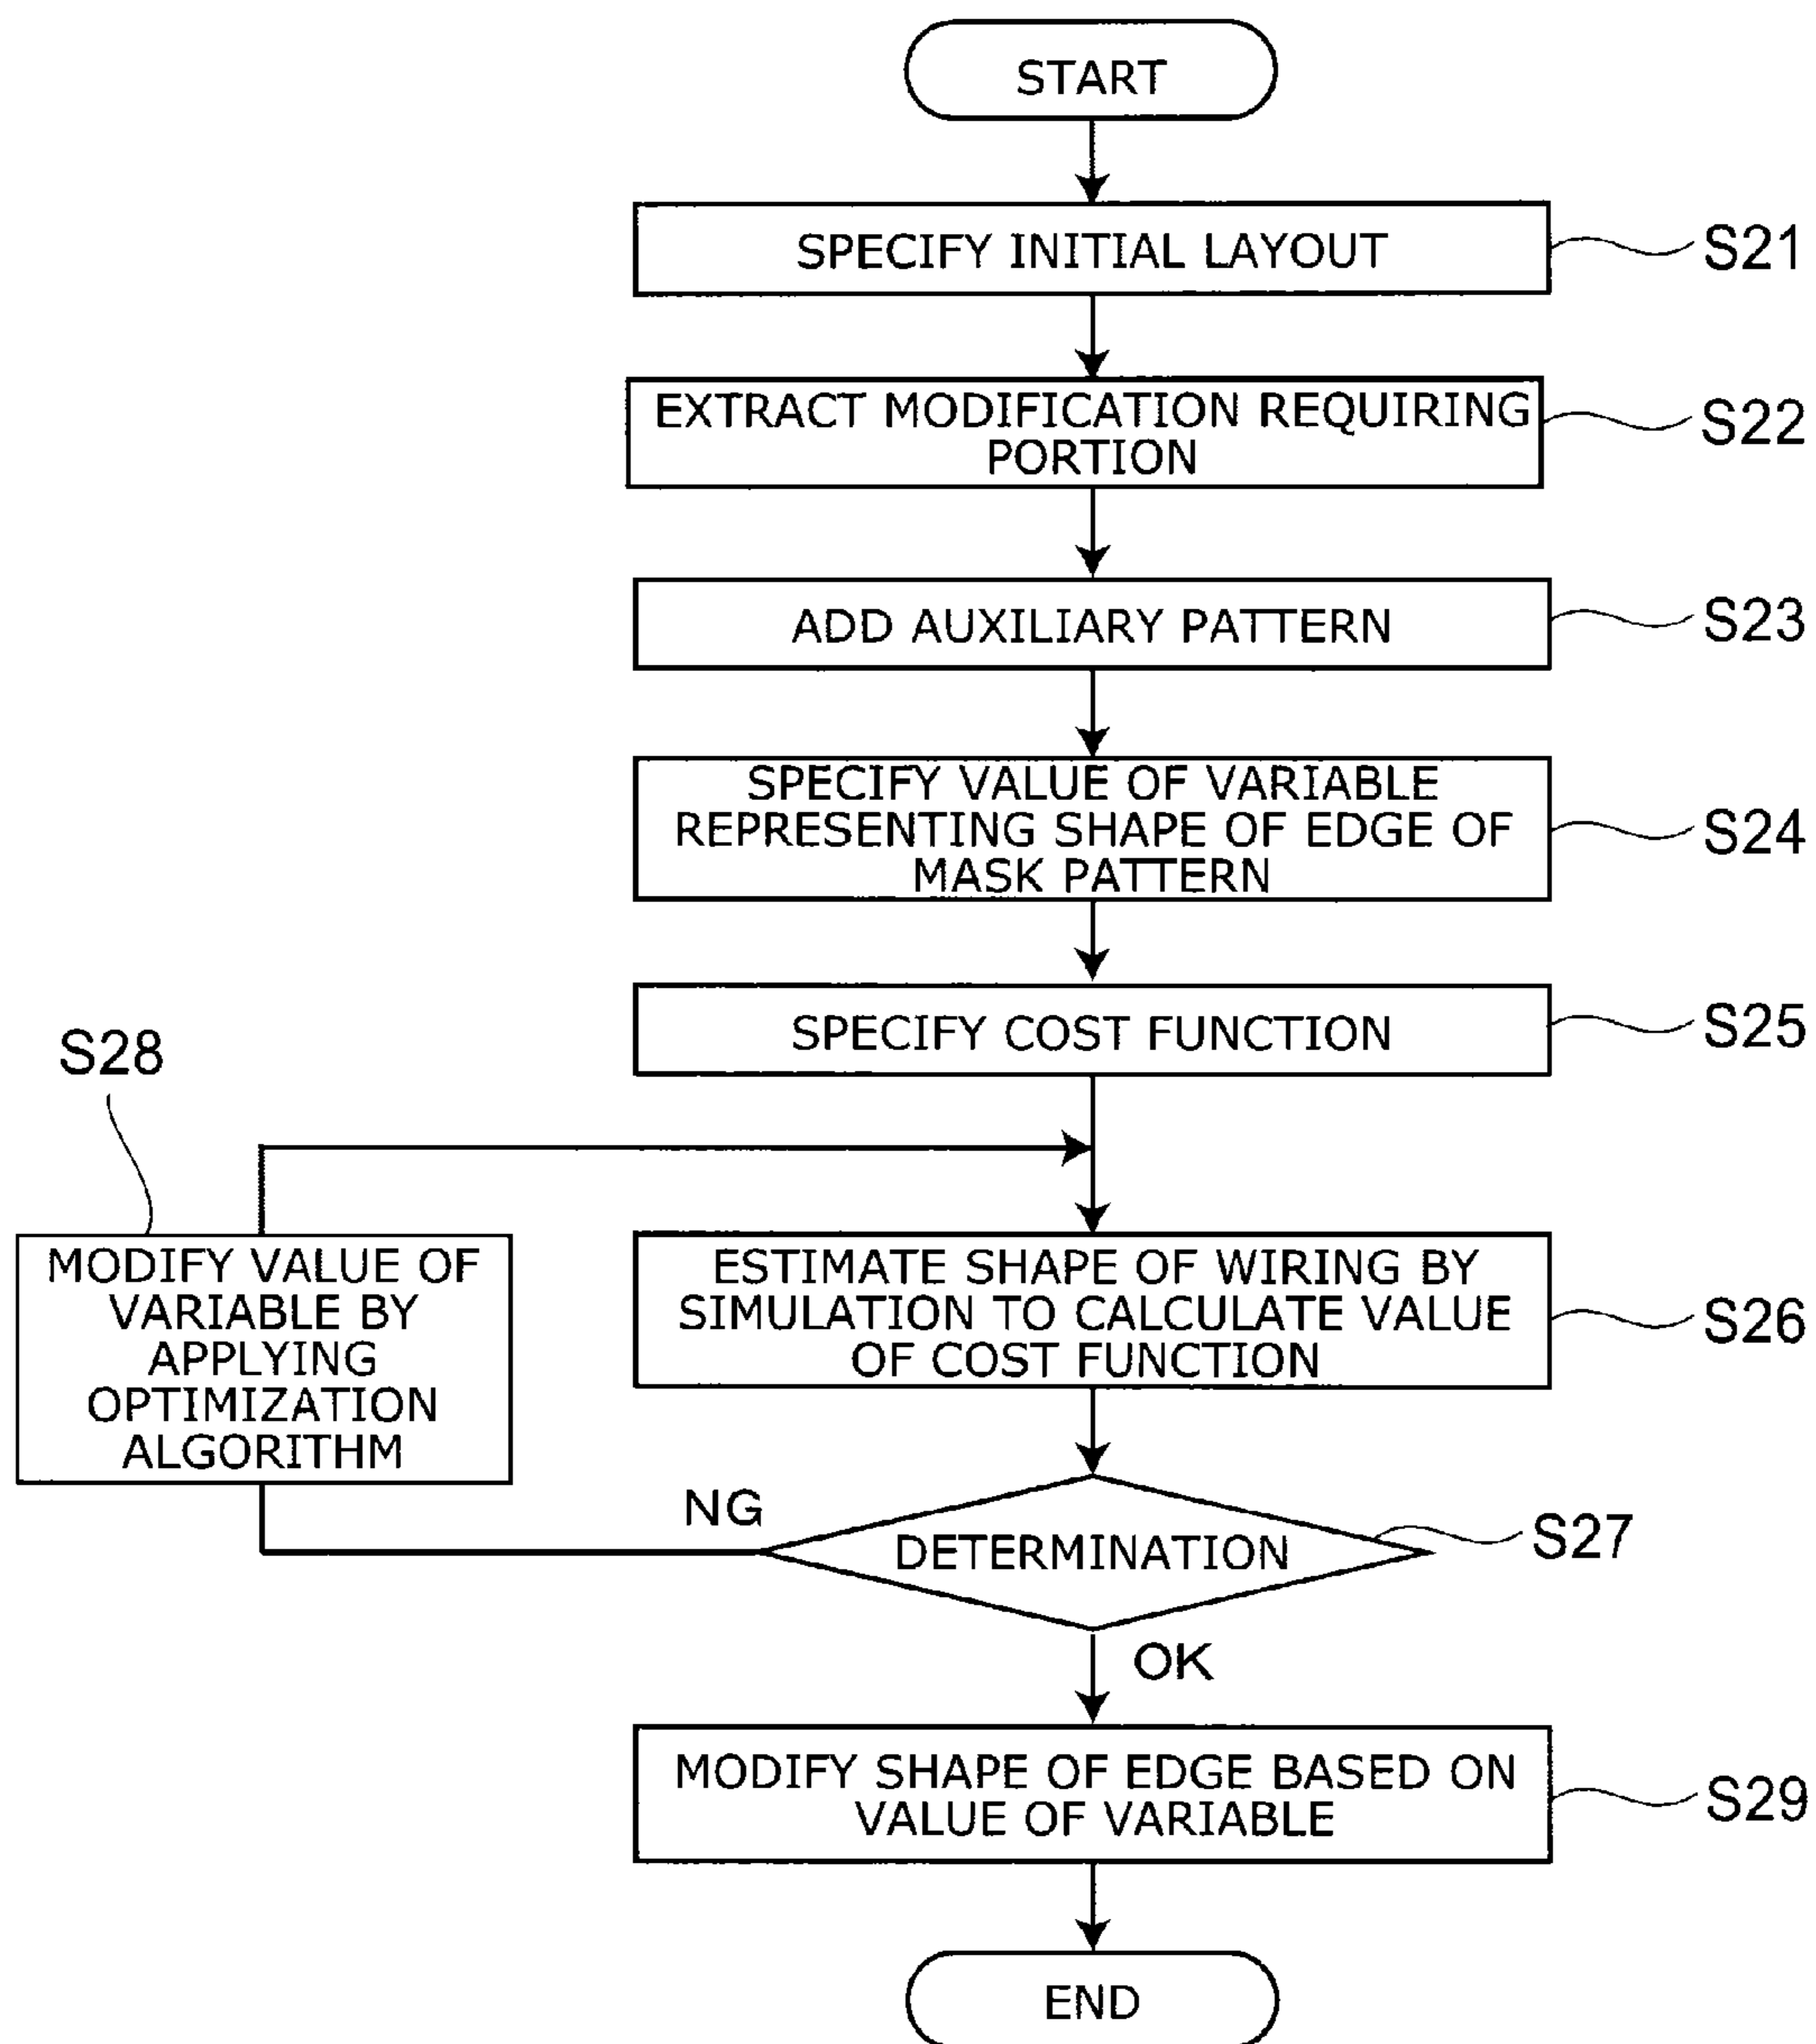 START
SPECIFY INITIAL LAYOUT
S21
EXTRACT MODIFICATION REQUIRING
PORTION
S22
ADD AUXILIARY PATTERN
S23
SPECIFY VALUE OF VARIABLE
REPRESENTING SHAPE OF EDGE OF
MASK PATTERN
S24
SPECIFY COST FUNCTION
S25
S28
MODIFY VALUE OF
VARIABLE BY
APPLYING
OPTIMIZATION
ALGORITHM
ESTIMATE SHAPE OF WIRING BY
SIMULATION TO CALCULATE VALUE
OF COST FUNCTION
S26
NG
DETERMINATION
S27
OK
MODIFY SHAPE OF EDGE BASED ON
VALUE OF VARIABLE
S29
END